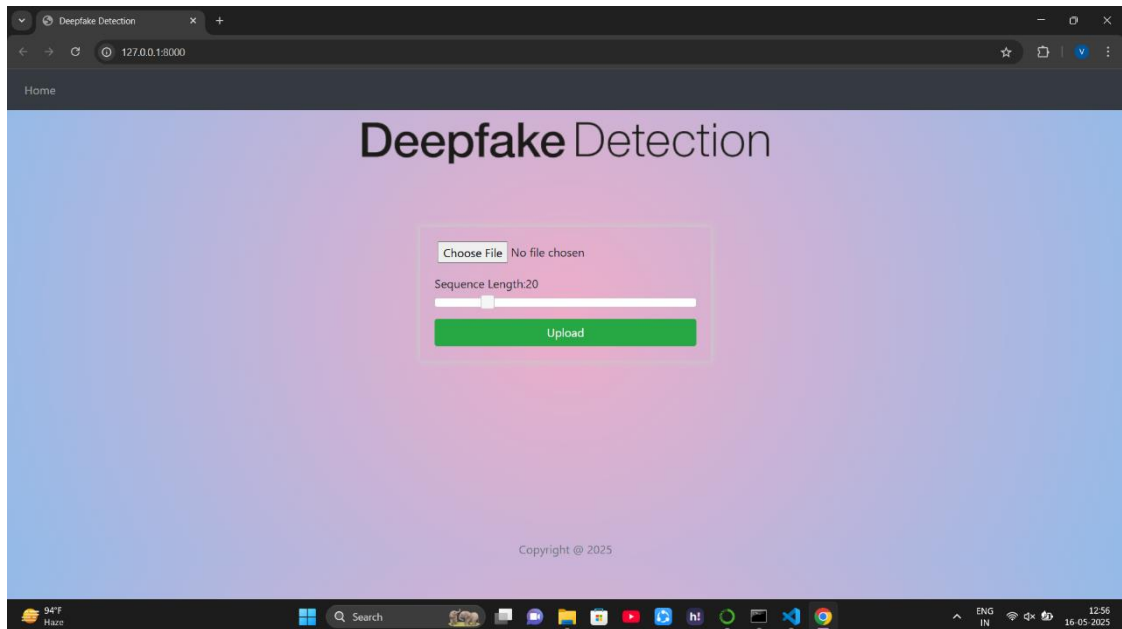 Deepfake Detection
127.0.0.1:8000
V
Home
Deepfake Detection
Choose File No file chosen
Sequence Length:20
Upload
Copyright @ 2025
94°F
Haze
Search
h!
ENG
IN
12:56
16-05-2025